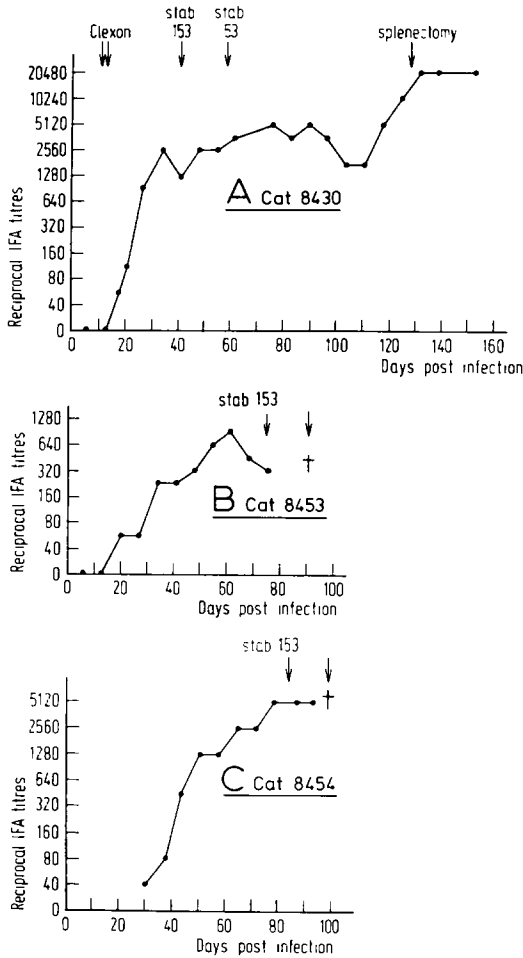 stab stab
Clexon 153 53 splenectomy
20480
10240
5120
2560
1280
640
320
160
80
40
0
Reciprocal IFA titres
A Cat 8430
0 20 40 60 80 100 120 140 160
Days post infection
stab 153
1280
640
320
160
80
40
0
Reciprocal IFA titres
†
B Cat 8453
0 20 40 60 80 100
Days post infection
stab 153
5120
2560
1280
640
320
160
80
40
0
Reciprocal IFA titres
†
C Cat 8454
0 20 40 60 80 100
Days post infection